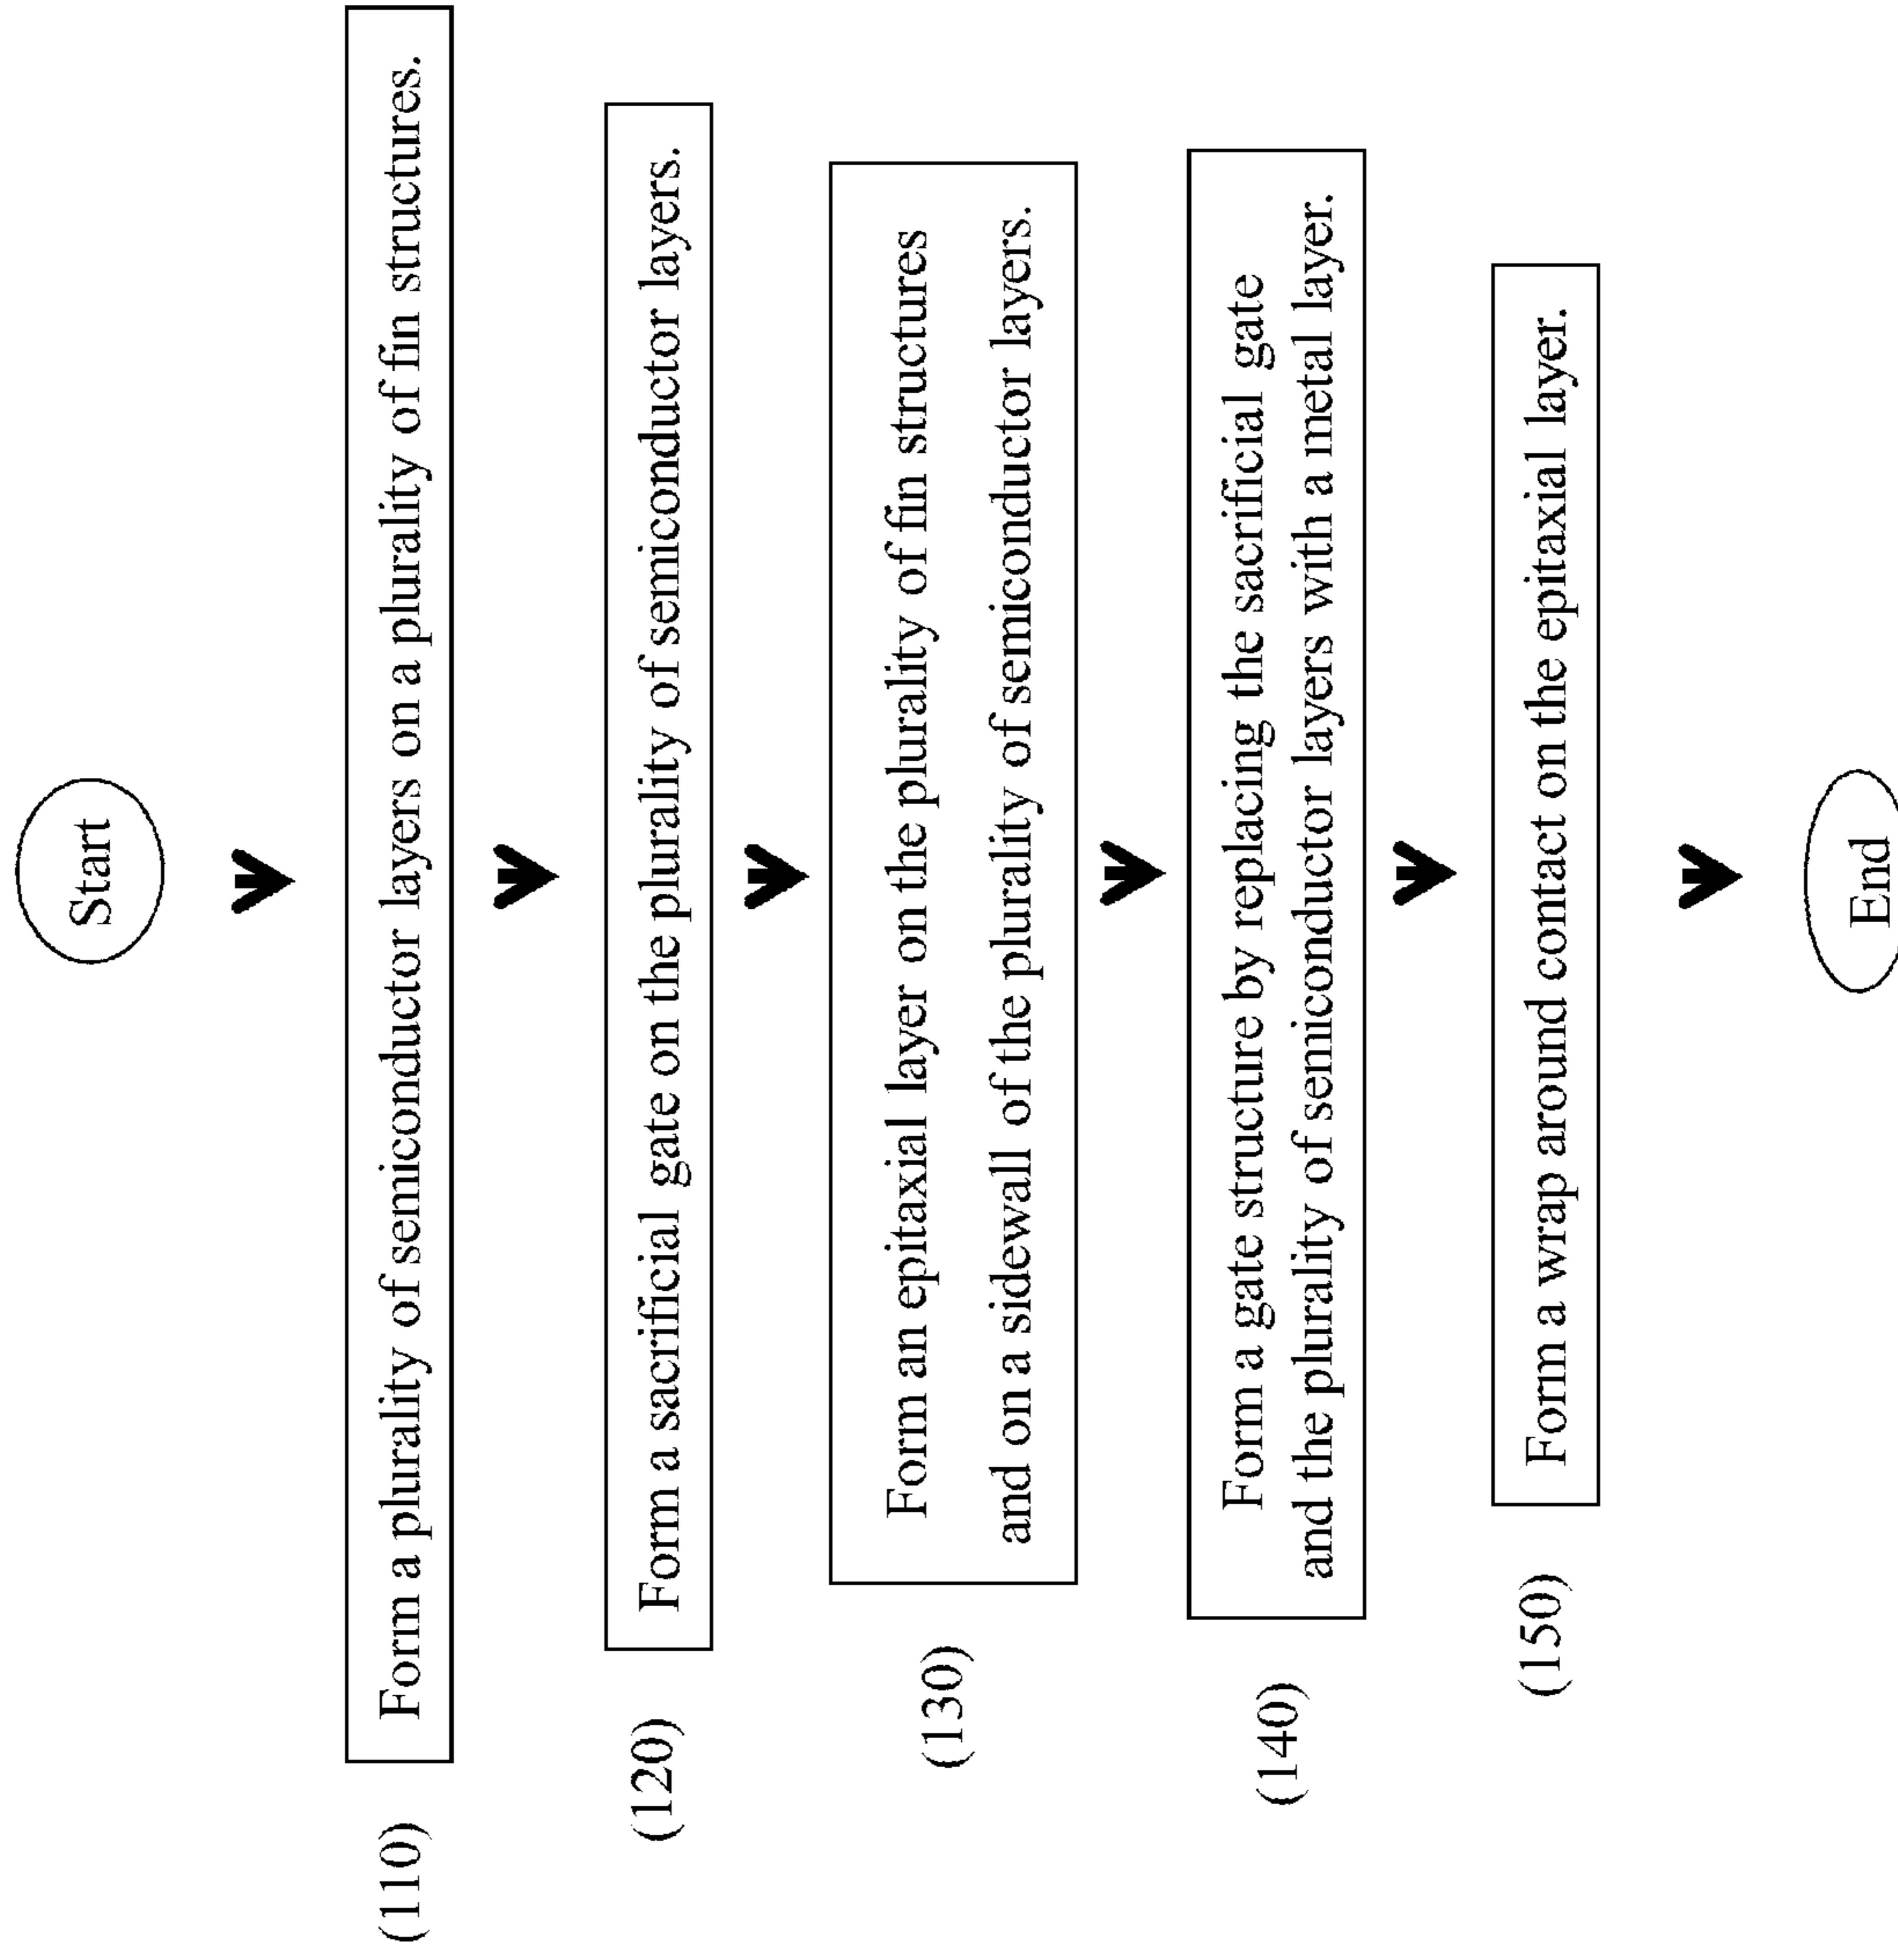 Start
(110) Form a plurality of semiconductor layers on a plurality of fin structures.
(120) Form a sacrificial gate on the plurality of semiconductor layers.
(130) Form an epitaxial layer on the plurality of fin structures
and on a sidewall of the plurality of semiconductor layers.
(140) Form a gate structure by replacing the sacrificial gate
and the plurality of semiconductor layers with a metal layer.
(150) Form a wrap around contact on the epitaxial layer.
End